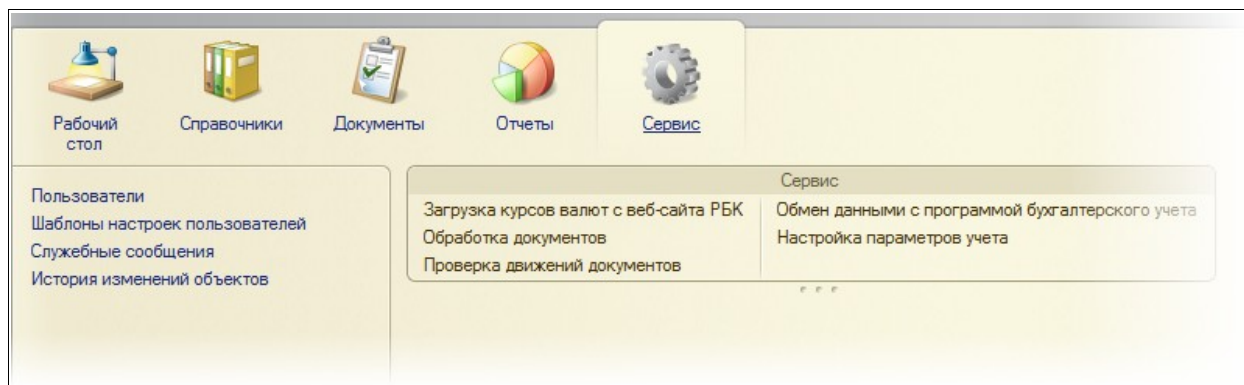 Рабочий
стол
Справочники
Документы
Отчеты
Сервис
Пользователи
Шаблоны настроек пользователей
Служебные сообщения
История изменений объектов
Сервис
Загрузка курсов валют с веб-сайта РБК
Обработка документов
Проверка движений документов
Обмен данными с программой бухгалтерского учета
Настройка параметров учета